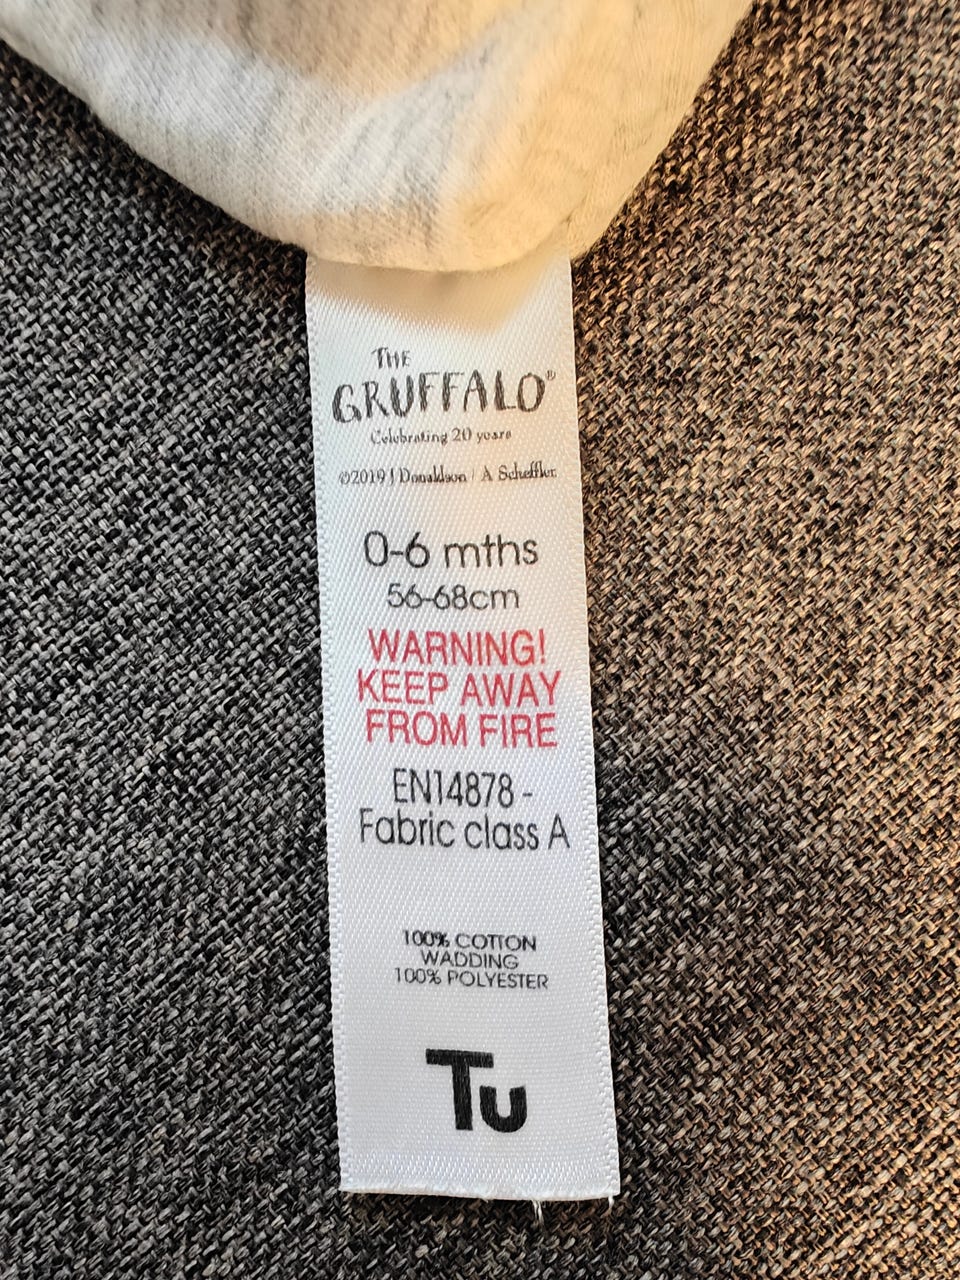 THE
GRUFFALO®
Celebrating 20 years
©2019 J Donaldson / A Scheffler.
0-6 mths
56-68cm
WARNING!
KEEP AWAY
FROM FIRE
EN14878 -
Fabric class A
100% COTTON
WADDING
100% POLYESTER
Tu